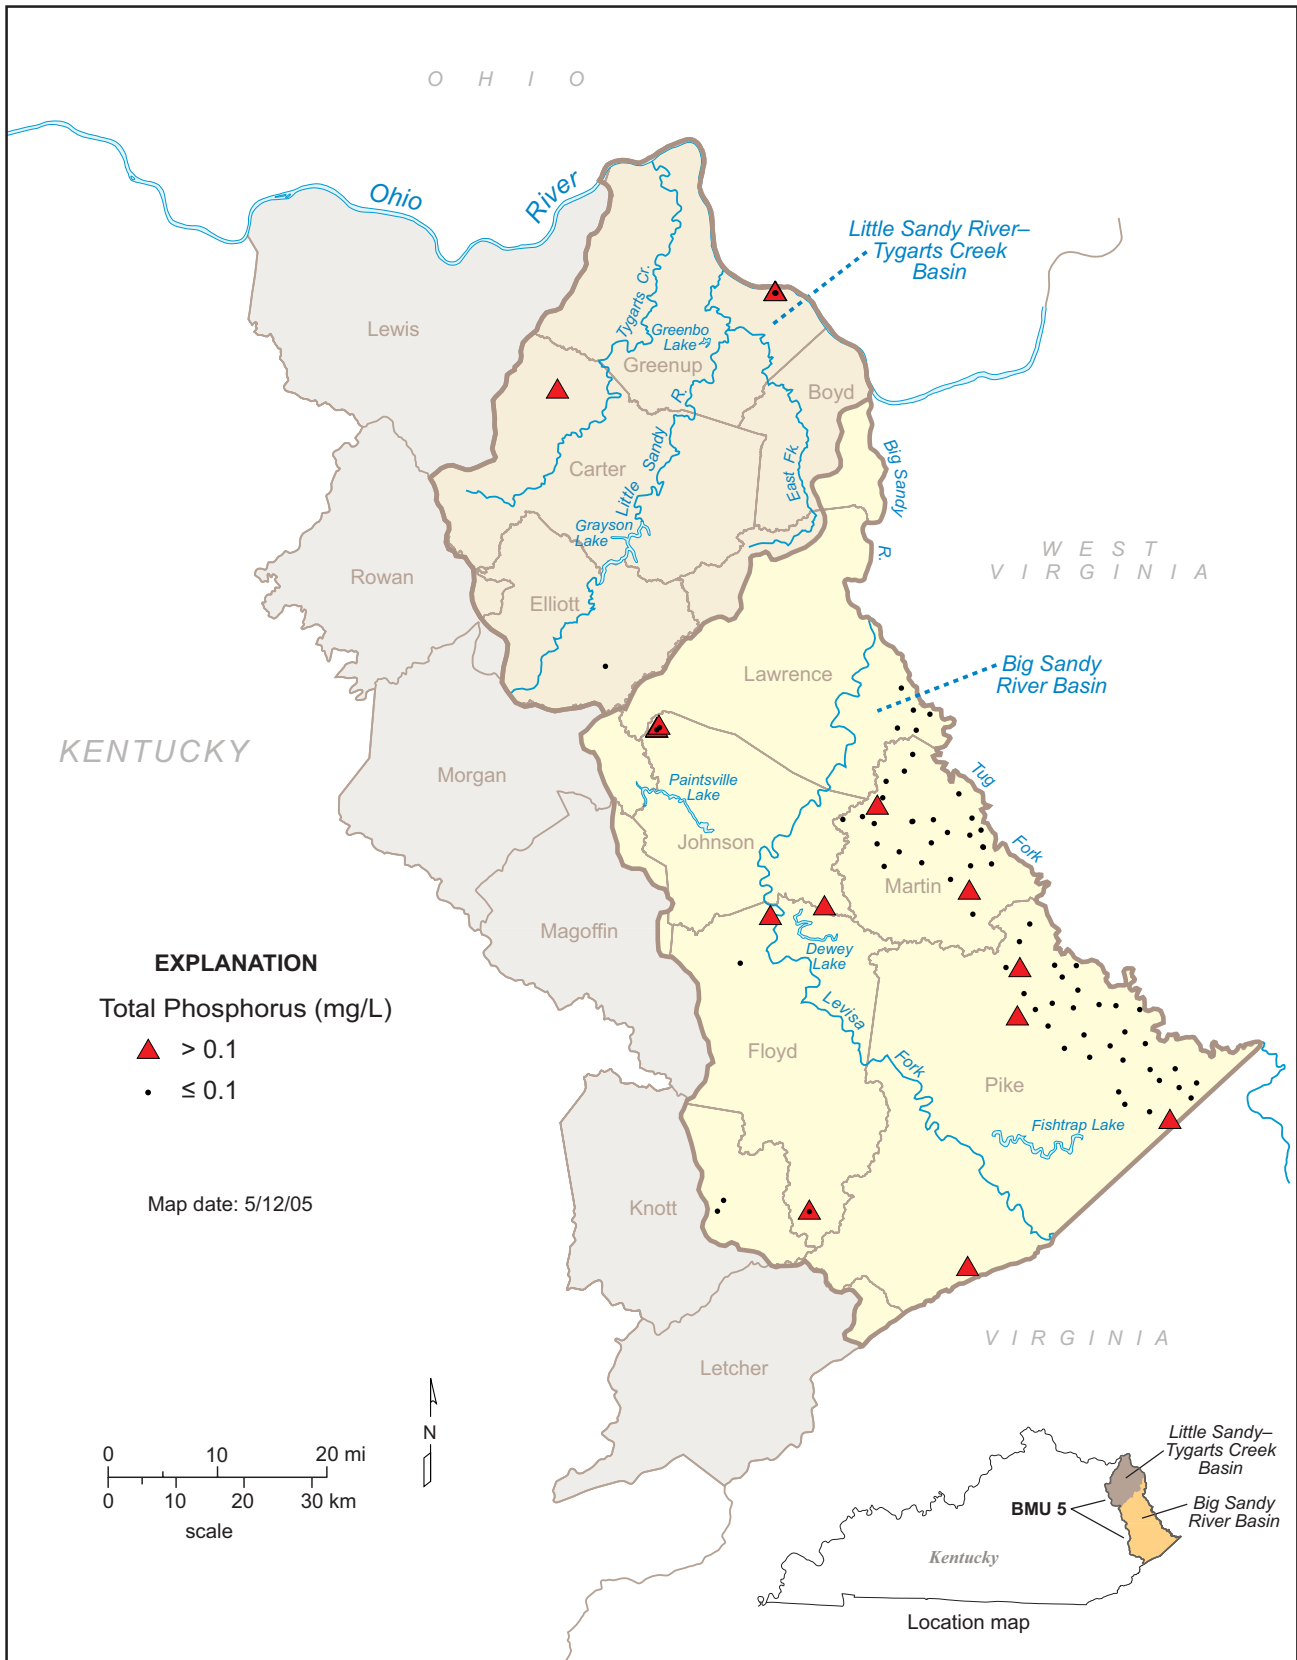 O H I O
Ohio
River
Little Sandy River–
Tygarts Creek
Basin
Tygarts Cr.
Greenbo
Lake
Lewis
Greenup
Boyd
Little Sandy R.
East Fk.
Big Sandy R.
Carter
Grayson
Lake
W E S T
V I R G I N I A
Rowan
Elliott
Lawrence
Big Sandy
River Basin
KENTUCKY
Morgan
Paintsville
Lake
Tug
Fork
Johnson
Martin
Magoffin
Dewey
Lake
Levisa
Fork
EXPLANATION
Total Phosphorus (mg/L)
> 0.1
≤ 0.1
Floyd
Pike
Fishtrap Lake
Map date: 5/12/05
Knott
V I R G I N I A
Letcher
N
0 10 20 mi
0 10 20 30 km
scale
Little Sandy–
Tygarts Creek
Basin
BMU 5
Big Sandy
River Basin
Kentucky
Location map